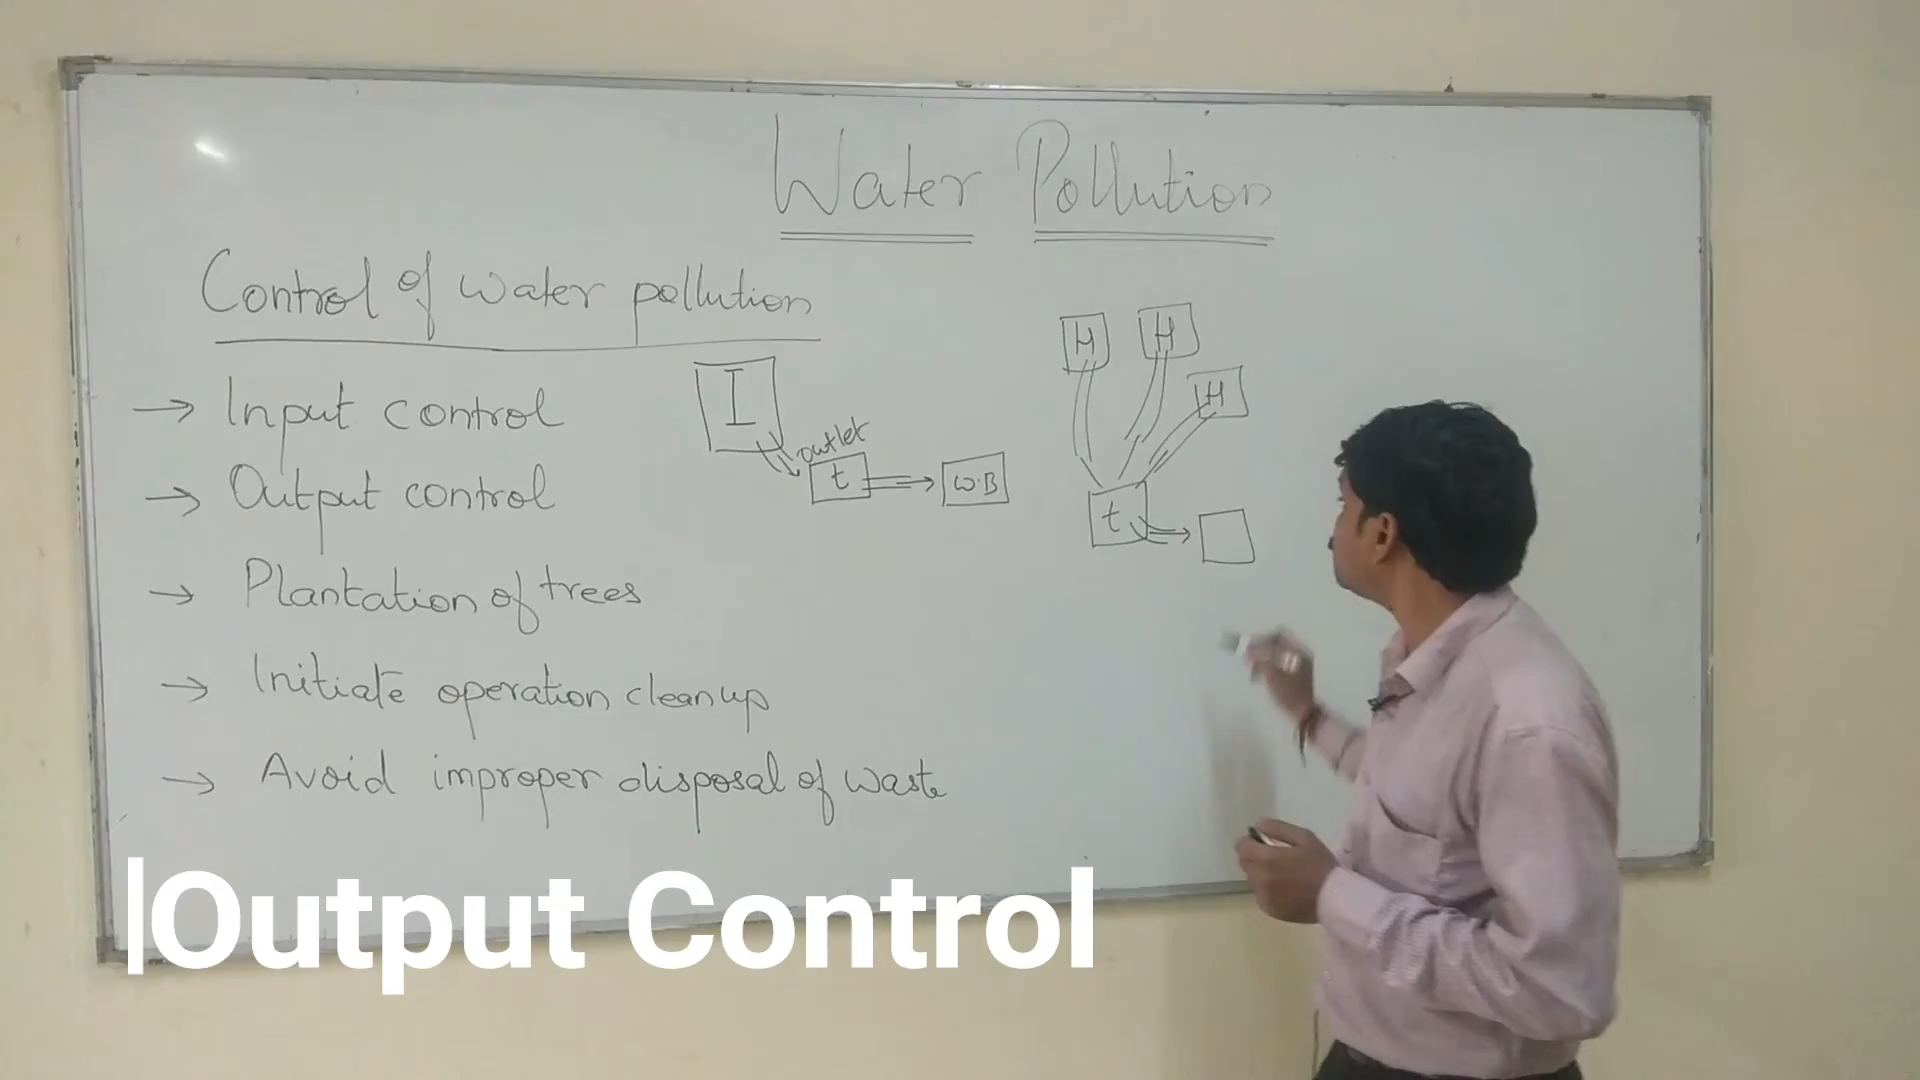 Water Pollution
Control of water pollution
→ Input control
→ Output control
→ Plantation of trees
→ Initiate operation cleanup
→ Avoid improper disposal of waste
I
outlet
t
W.B
H
H
H
t
Output Control